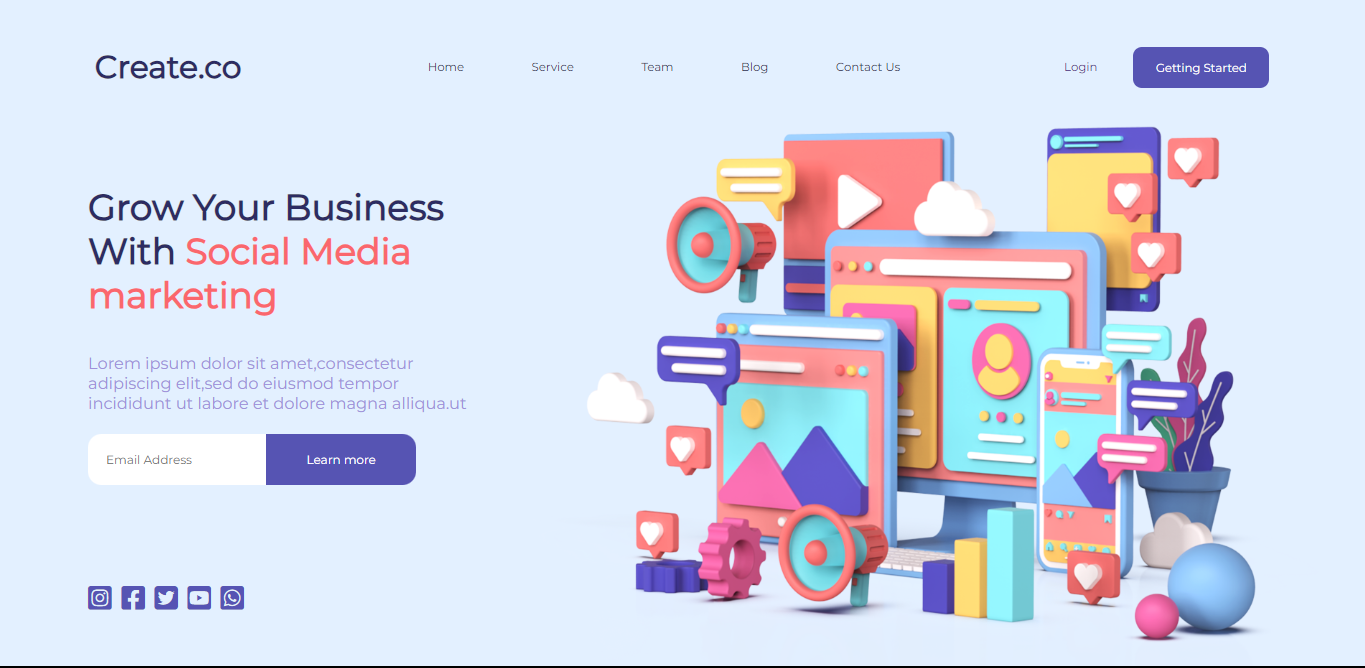 Create.co
Home
Service
Team
Blog
Contact Us
Login
Getting Started
Grow Your Business
With Social Media
marketing
Lorem ipsum dolor sit amet,consectetur
adipiscing elit,sed do eiusmod tempor
incididunt ut labore et dolore magna alliqua.ut
Email Address
Learn more